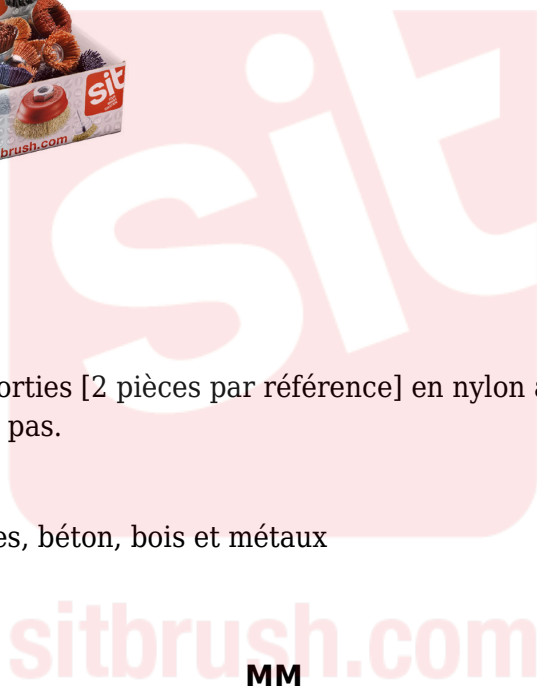 sit
brush.com
sit
orties [2 pièces par référence] en nylon a
pas.
es, béton, bois et métaux
sitbrush.com
MM